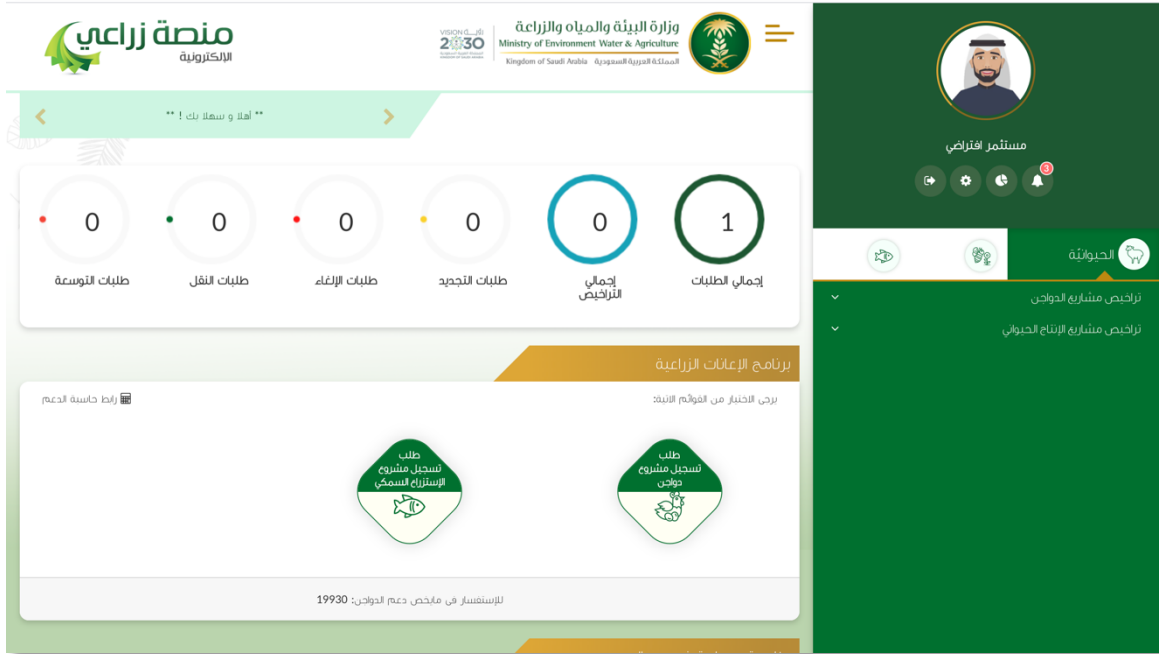 منصة زراعي
الإلكترونية
VISION رؤيــة
2030
وزارة البيئة والمياه والزراعة
Ministry of Environment Water & Agriculture
المملكة العربية السعودية Kingdom of Saudi Arabia
** أهلا و سهلا بك ! **
مستثمر افتراضي
3
الحيوانيّة
تراخيص مشاريع الدواجن
تراخيص مشاريع الإنتاج الحيواني
1
إجمالي الطلبات
0
إجمالي
التراخيص
0
طلبات التجديد
0
طلبات الإلغاء
0
طلبات النقل
0
طلبات التوسعة
برنامج الإعانات الزراعية
يرجى الاختيار من القوائم الاتية:
رابط حاسبة الدعم
طلب
تسجيل مشروع
دواجن
طلب
تسجيل مشروع
الإستزراع السمكي
للإستفسار في مايخص دعم الدواجن: 19930